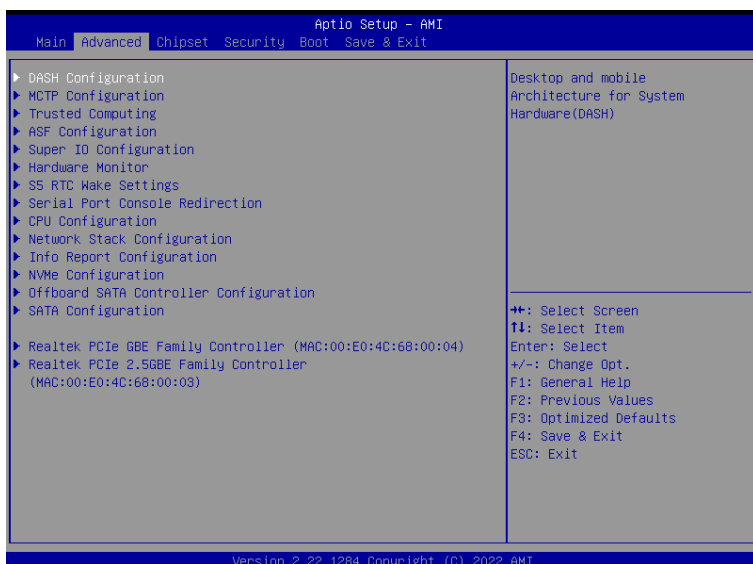 Aptio Setup – AMI
Main Advanced Chipset Security Boot Save & Exit
DASH Configuration
MCTP Configuration
Trusted Computing
ASF Configuration
Super IO Configuration
Hardware Monitor
S5 RTC Wake Settings
Serial Port Console Redirection
CPU Configuration
Network Stack Configuration
Info Report Configuration
NVMe Configuration
Offboard SATA Controller Configuration
SATA Configuration
Realtek PCIe GBE Family Controller (MAC:00:E0:4C:68:00:04)
Realtek PCIe 2.5GBE Family Controller
(MAC:00:E0:4C:68:00:03)
Desktop and mobile
Architecture for System
Hardware(DASH)
→←: Select Screen
↑↓: Select Item
Enter: Select
+/-: Change Opt.
F1: General Help
F2: Previous Values
F3: Optimized Defaults
F4: Save & Exit
ESC: Exit
Version 2.22.1284 Copyright (C) 2022 AMI